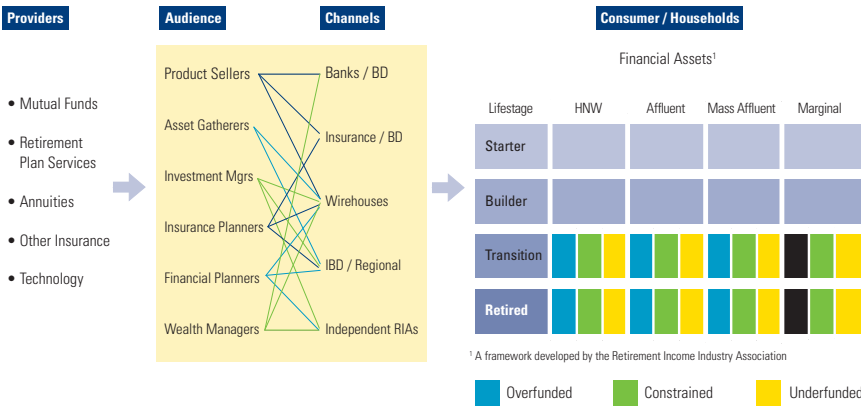 Providers
Audience
Channels
Consumer / Households
• Mutual Funds
• Retirement
Plan Services
• Annuities
• Other Insurance
• Technology
Product Sellers
Asset Gatherers
Investment Mgrs
Insurance Planners
Financial Planners
Wealth Managers
Banks / BD
Insurance / BD
Wirehouses
IBD / Regional
Independent RIAs
Financial Assets¹
Lifestage HNW Affluent Mass Affluent Marginal
Starter
Builder
Transition
Retired
¹ A framework developed by the Retirement Income Industry Association
Overfunded Constrained Underfunded